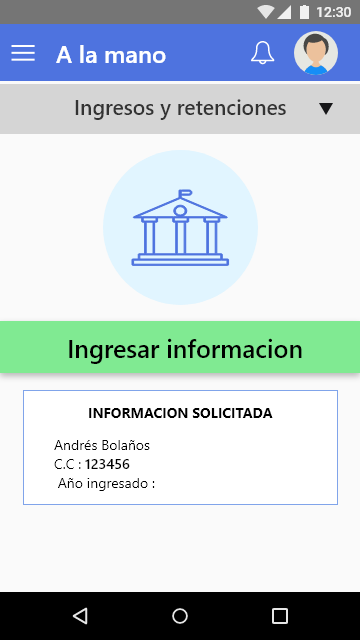 12:30
A la mano
Ingresos y retenciones
Ingresar informacion
INFORMACION SOLICITADA
Andrés Bolaños
C.C : 123456
Año ingresado :